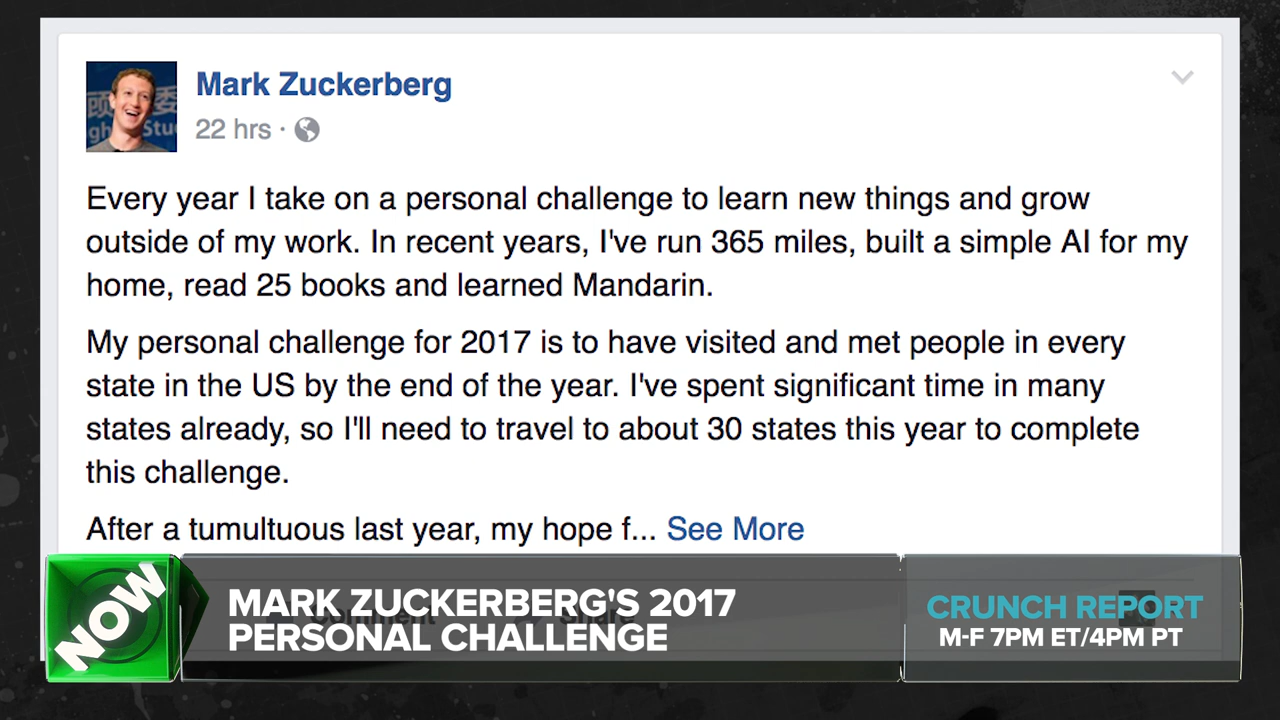 Mark Zuckerberg
22 hrs ·
Every year I take on a personal challenge to learn new things and grow
outside of my work. In recent years, I've run 365 miles, built a simple AI for my
home, read 25 books and learned Mandarin.
My personal challenge for 2017 is to have visited and met people in every
state in the US by the end of the year. I've spent significant time in many
states already, so I'll need to travel to about 30 states this year to complete
this challenge.
After a tumultuous last year, my hope f... See More
Comment Share
NOW
MARK ZUCKERBERG'S 2017
PERSONAL CHALLENGE
CRUNCH REPORT
M-F 7PM ET/4PM PT